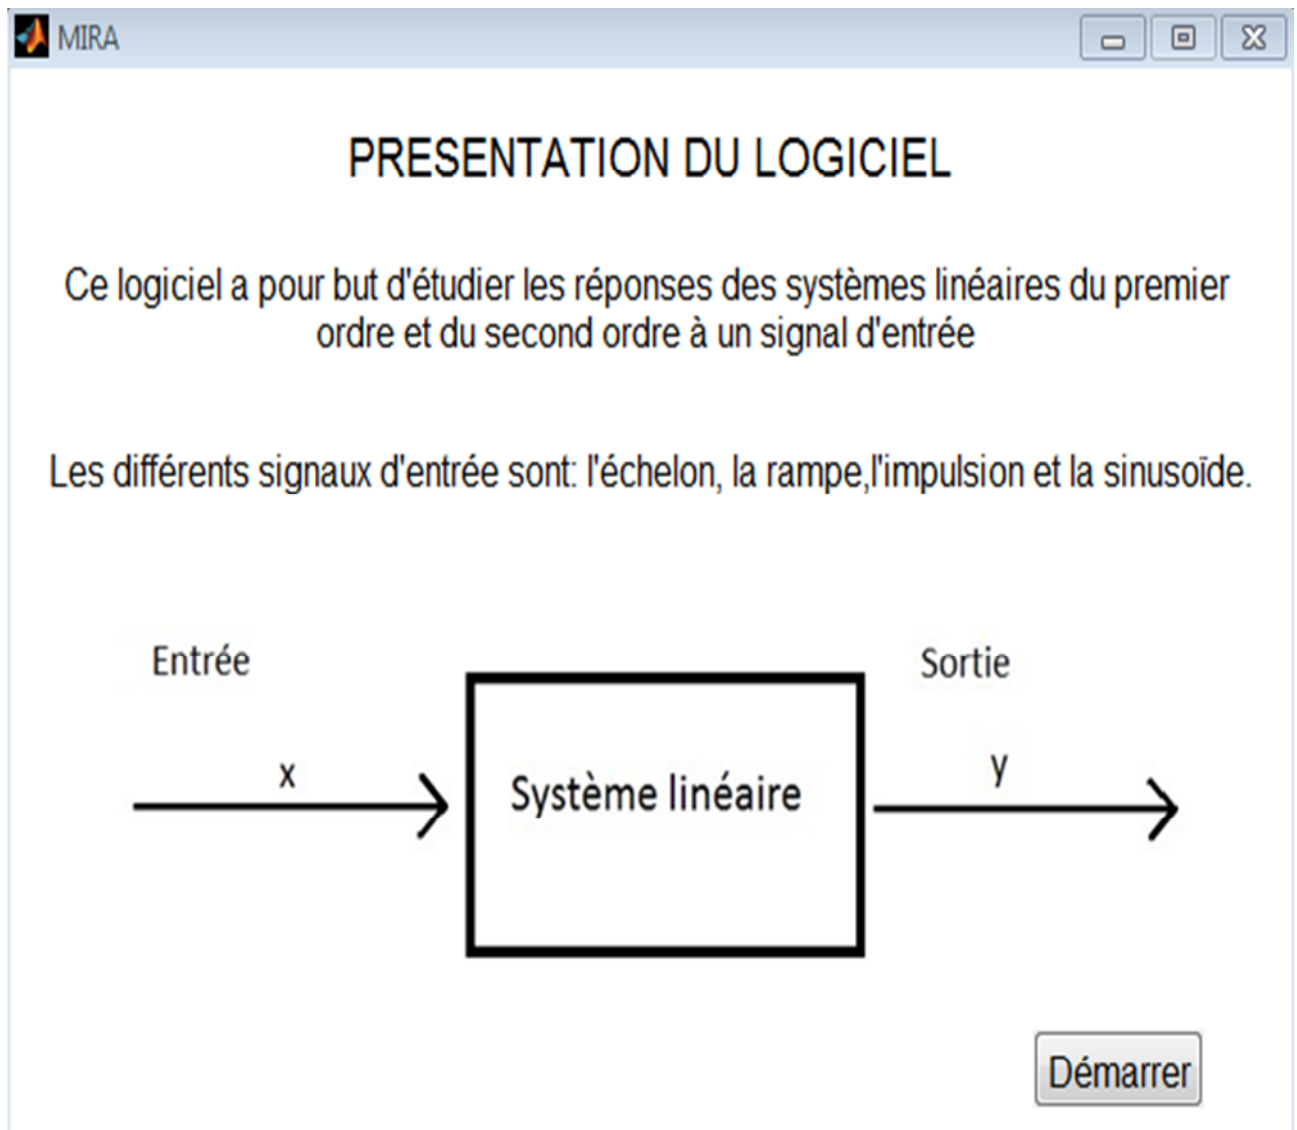 MIRA
PRESENTATION DU LOGICIEL
Ce logiciel a pour but d'étudier les réponses des systèmes linéaires du premier
ordre et du second ordre à un signal d'entrée
Les différents signaux d'entrée sont: l'échelon, la rampe,l'impulsion et la sinusoïde.
Entrée
Sortie
x
Système linéaire
y
Démarrer